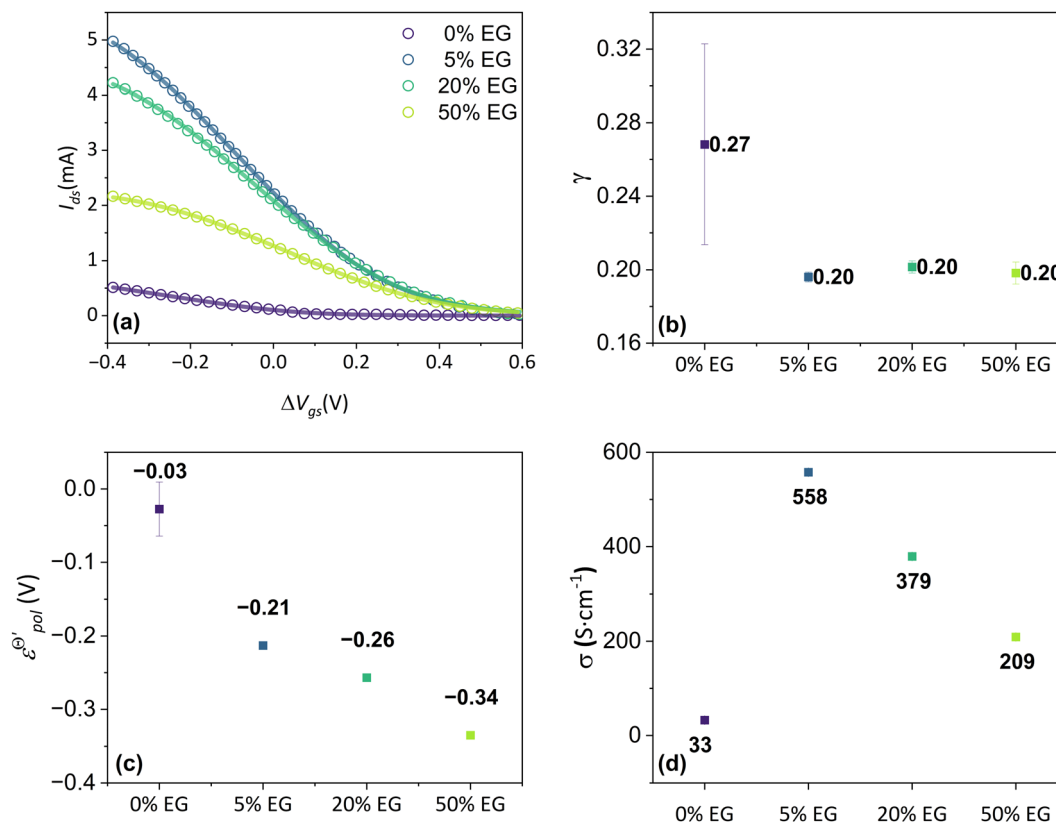 5
4
3
2
1
0
I_ds(mA)
0% EG
5% EG
20% EG
50% EG
(a)
−0.4 −0.2 0.0 0.2 0.4 0.6
ΔV_gs(V)
0.32
0.28
0.24
0.20
0.16
γ
0.27
0.20
0.20
0.20
(b)
0% EG 5% EG 20% EG 50% EG
0.0
−0.1
−0.2
−0.3
−0.4
ε^Θ′_pol (V)
−0.03
−0.21
−0.26
−0.34
(c)
0% EG 5% EG 20% EG 50% EG
600
400
200
0
σ (S·cm⁻¹)
558
379
209
33
(d)
0% EG 5% EG 20% EG 50% EG